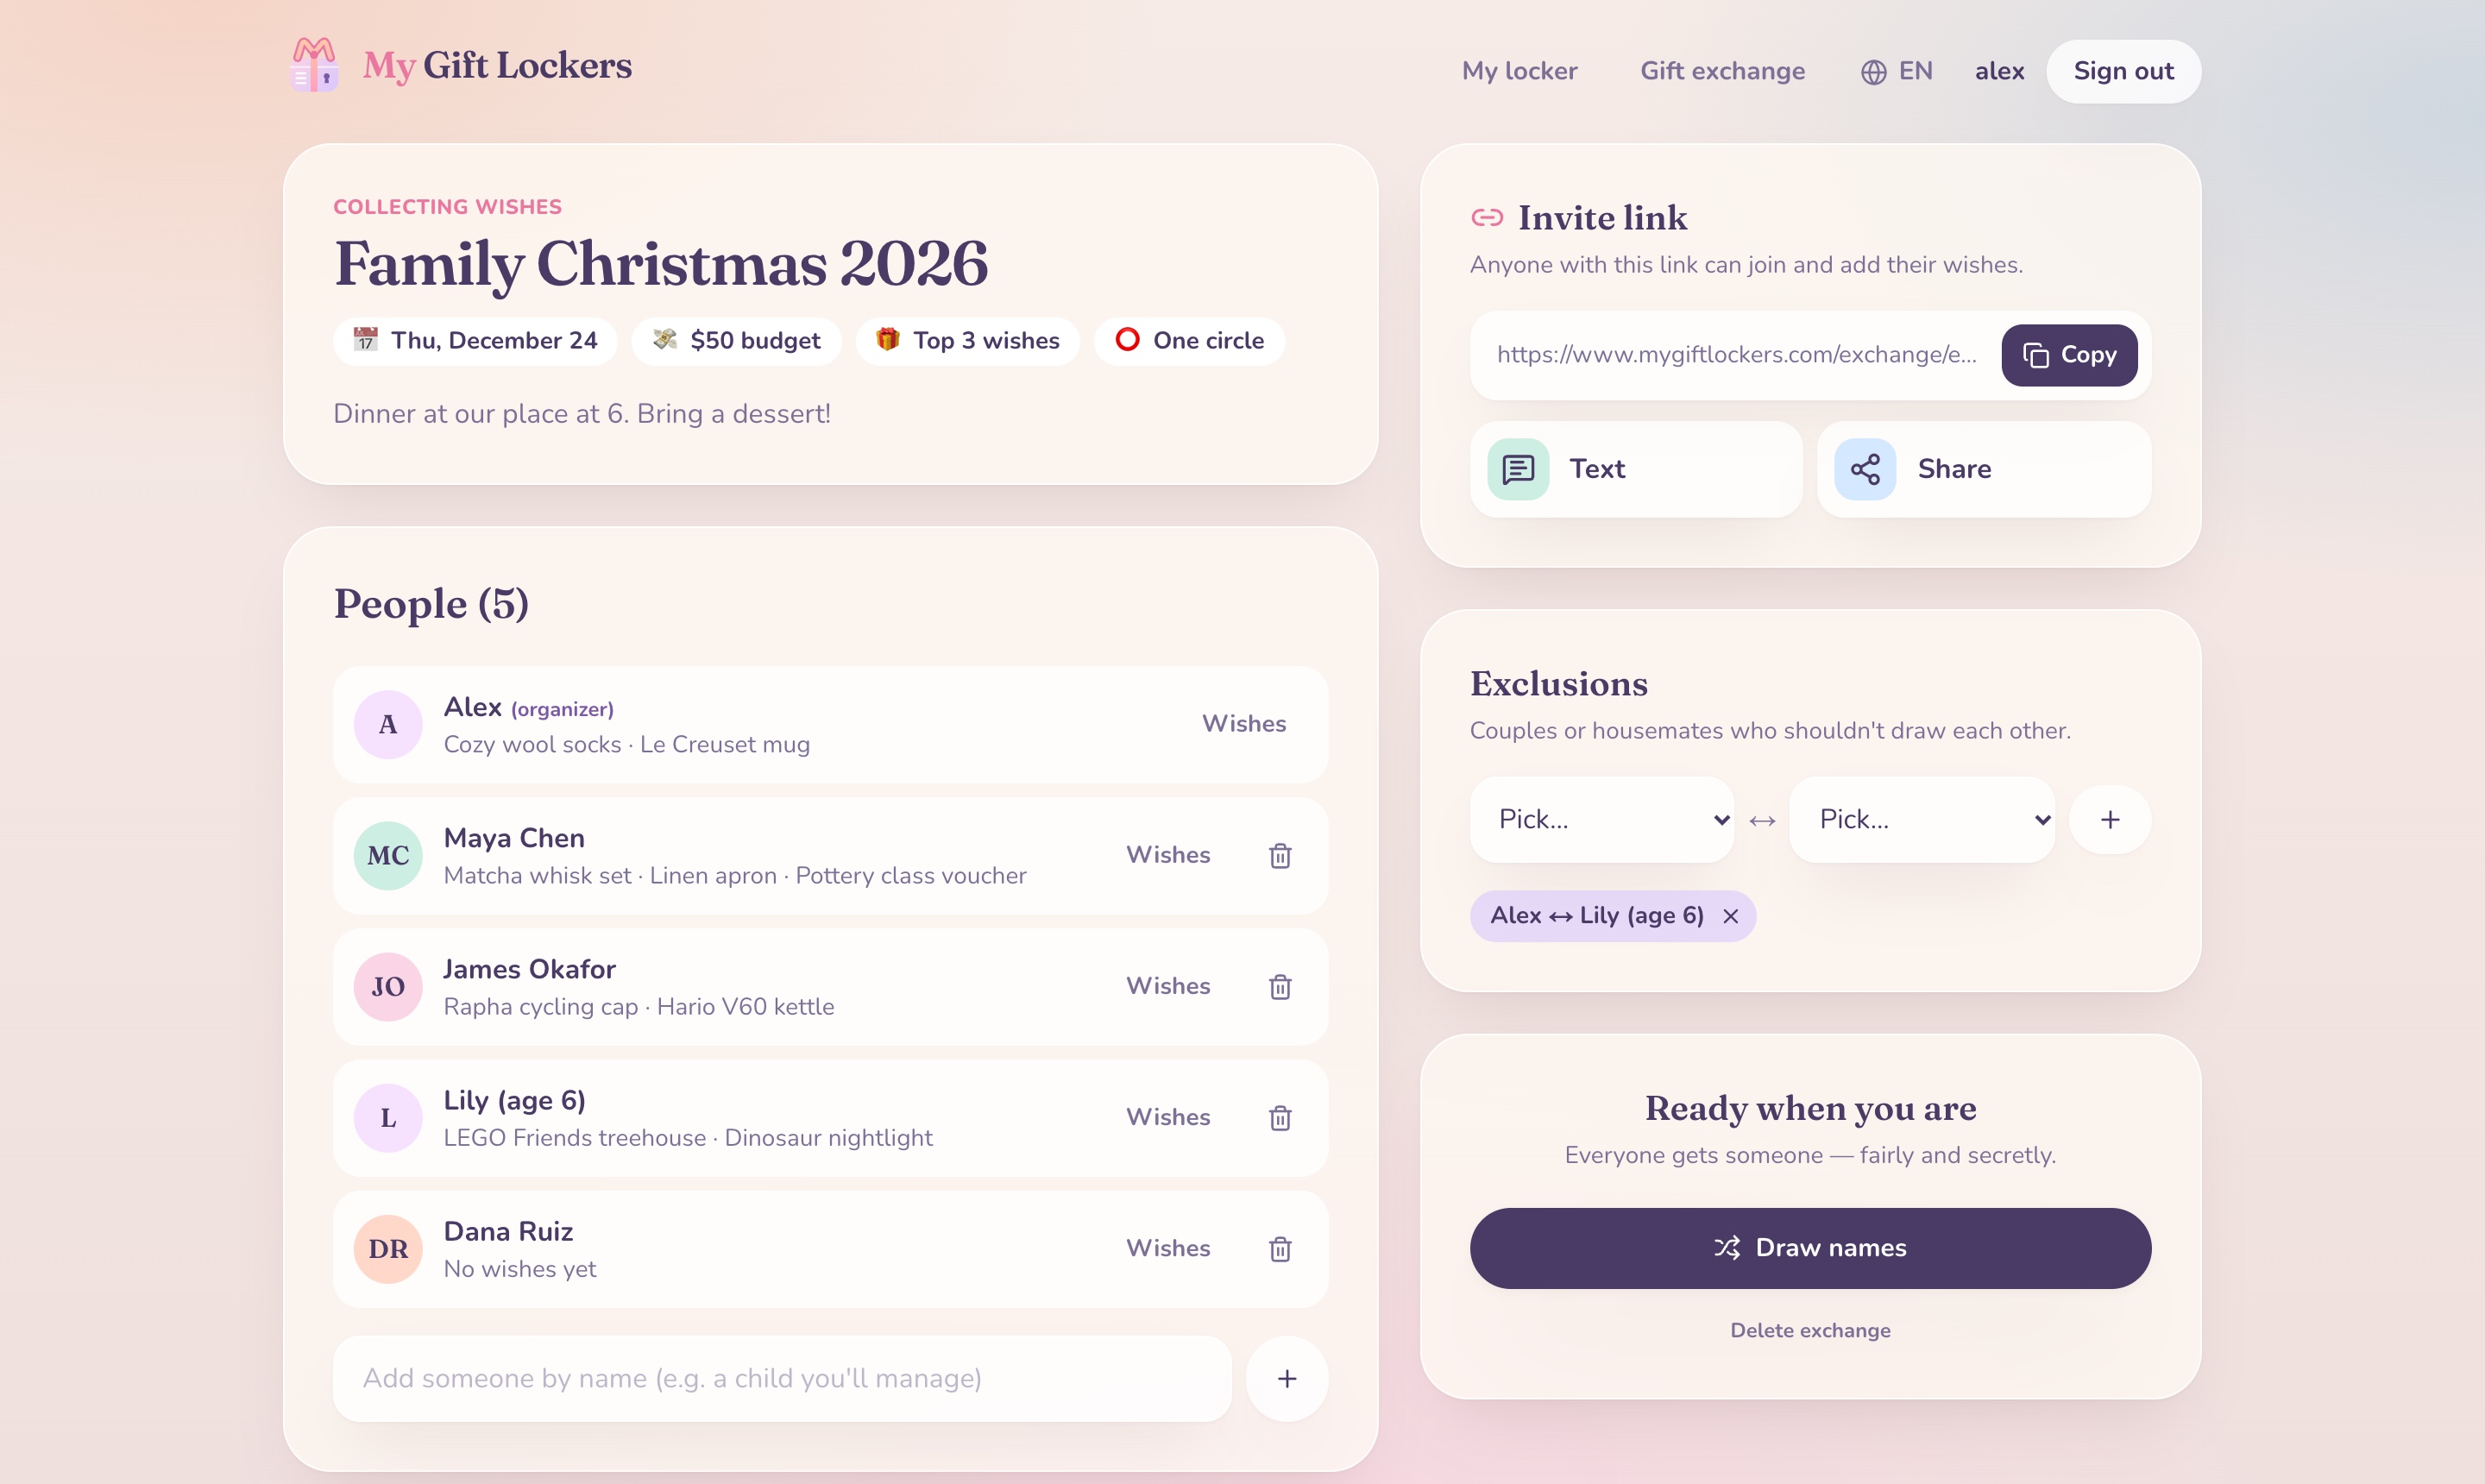 My Gift Lockers
My locker
Gift exchange
EN
alex
Sign out
COLLECTING WISHES
Family Christmas 2026
Thu, December 24
$50 budget
Top 3 wishes
One circle
Dinner at our place at 6. Bring a dessert!
People (5)
A
Alex (organizer)
Cozy wool socks · Le Creuset mug
Wishes
MC
Maya Chen
Matcha whisk set · Linen apron · Pottery class voucher
Wishes
JO
James Okafor
Rapha cycling cap · Hario V60 kettle
Wishes
L
Lily (age 6)
LEGO Friends treehouse · Dinosaur nightlight
Wishes
DR
Dana Ruiz
No wishes yet
Wishes
Add someone by name (e.g. a child you'll manage)
Invite link
Anyone with this link can join and add their wishes.
https://www.mygiftlockers.com/exchange/e...
Copy
Text
Share
Exclusions
Couples or housemates who shouldn't draw each other.
Pick...
↔
Pick...
Alex ↔ Lily (age 6)
Ready when you are
Everyone gets someone — fairly and secretly.
Draw names
Delete exchange